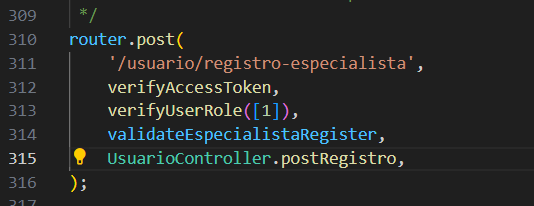 309 */
310 router.post(
311 '/usuario/registro-especialista',
312 verifyAccessToken,
313 verifyUserRole([1]),
314 validateEspecialistaRegister,
315 UsuarioController.postRegistro,
316 );
317